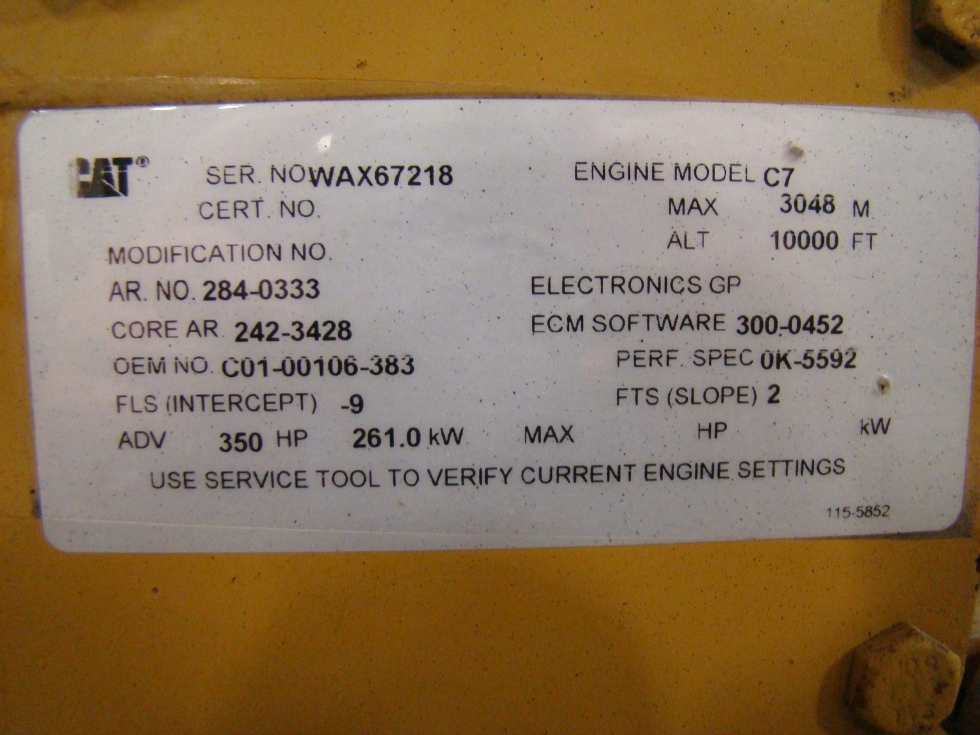 CAT® SER. NO WAX67218 ENGINE MODEL C7
CERT. NO. MAX 3048 M
ALT 10000 FT
MODIFICATION NO.
AR. NO. 284-0333 ELECTRONICS GP
CORE AR. 242-3428 ECM SOFTWARE 300-0452
OEM NO. C01-00106-383 PERF. SPEC 0K-5592
FLS (INTERCEPT) -9 FTS (SLOPE) 2
ADV 350 HP 261.0 kW MAX HP kW
USE SERVICE TOOL TO VERIFY CURRENT ENGINE SETTINGS
115-5852